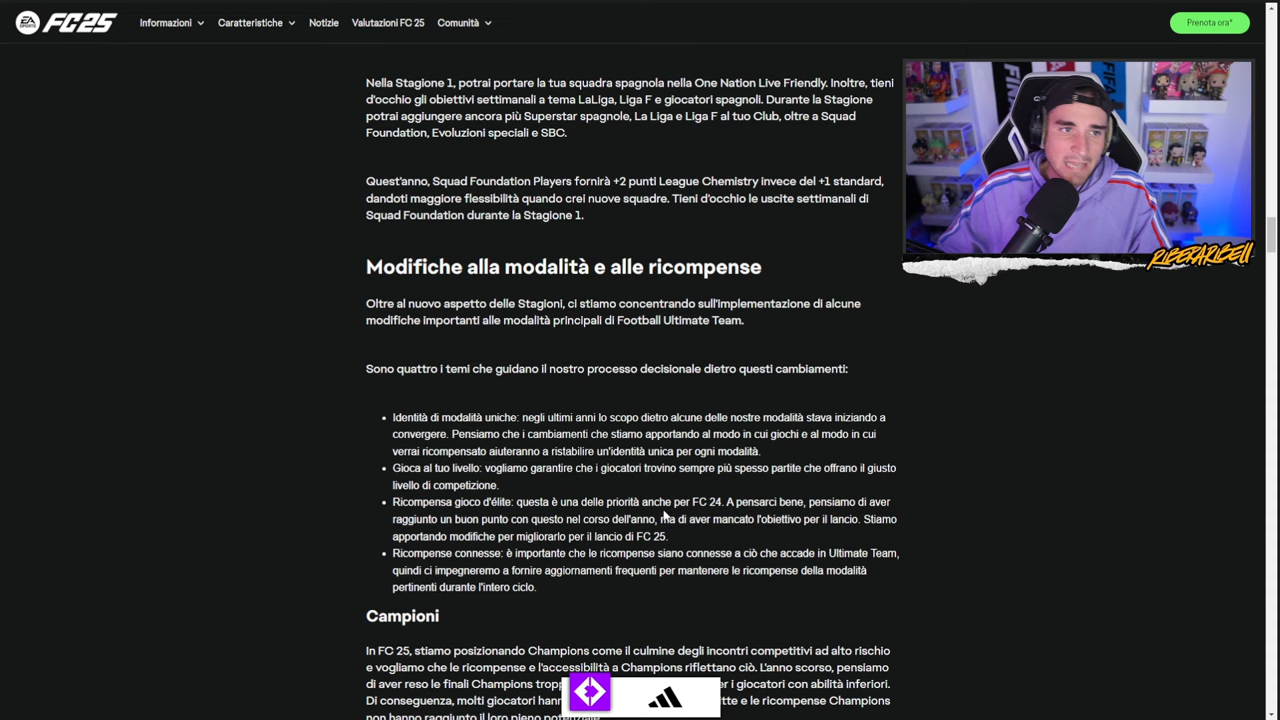 EA SPORTS FC25 Informazioni Caratteristiche Notizie Valutazioni FC 25 Comunità Prenota ora*
Nella Stagione 1, potrai portare la tua squadra spagnola nella One Nation Live Friendly. Inoltre, tieni
d'occhio gli obiettivi settimanali a tema LaLiga, Liga F e giocatori spagnoli. Durante la Stagione
potrai aggiungere ancora più Superstar spagnole, La Liga e Liga F al tuo Club, oltre a Squad
Foundation, Evoluzioni speciali e SBC.
Quest'anno, Squad Foundation Players fornirà +2 punti League Chemistry invece del +1 standard,
dandoti maggiore flessibilità quando crei nuove squadre. Tieni d'occhio le uscite settimanali di
Squad Foundation durante la Stagione 1.
RIBERARIBELL
Modifiche alla modalità e alle ricompense
Oltre al nuovo aspetto delle Stagioni, ci stiamo concentrando sull'implementazione di alcune
modifiche importanti alle modalità principali di Football Ultimate Team.
Sono quattro i temi che guidano il nostro processo decisionale dietro questi cambiamenti:
Identità di modalità uniche: negli ultimi anni lo scopo dietro alcune delle nostre modalità stava iniziando a
convergere. Pensiamo che i cambiamenti che stiamo apportando al modo in cui giochi e al modo in cui
verrai ricompensato aiuteranno a ristabilire un'identità unica per ogni modalità.
Gioca al tuo livello: vogliamo garantire che i giocatori trovino sempre più spesso partite che offrano il giusto
livello di competizione.
Ricompensa gioco d'élite: questa è una delle priorità anche per FC 24. A pensarci bene, pensiamo di aver
raggiunto un buon punto con questo nel corso dell'anno, ma di aver mancato l'obiettivo per il lancio. Stiamo
apportando modifiche per migliorarlo per il lancio di FC 25.
Ricompense connesse: è importante che le ricompense siano connesse a ciò che accade in Ultimate Team,
quindi ci impegneremo a fornire aggiornamenti frequenti per mantenere le ricompense della modalità
pertinenti durante l'intero ciclo.
Campioni
In FC 25, stiamo posizionando Champions come il culmine degli incontri competitivi ad alto rischio
e vogliamo che le ricompense e l'accessibilità a Champions riflettano ciò. L'anno scorso, pensiamo
di aver reso le finali Champions er i giocatori con abilità inferiori.
Di conseguenza, molti giocatori e le ricompense Champions
non hanno raggiunto il loro pieno potenziale